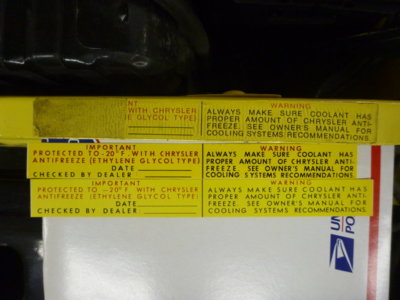 ANT
WITH CHRYSLER
GLYCOL TYPE)
WARNING
ALWAYS MAKE SURE COOLANT HAS
PROPER AMOUNT OF CHRYSLER ANTI-
FREEZE. SEE OWNER'S MANUAL FOR
COOLING SYSTEMS RECOMMENDATIONS.
IMPORTANT
PROTECTED TO -20°F WITH CHRYSLER
ANTIFREEZE (ETHYLENE GLYCOL TYPE)
DATE
CHECKED BY DEALER
WARNING
ALWAYS MAKE SURE COOLANT HAS
PROPER AMOUNT OF CHRYSLER ANTI-
FREEZE. SEE OWNER'S MANUAL FOR
COOLING SYSTEMS RECOMMENDATIONS.
IMPORTANT
PROTECTED TO -20°F WITH CHRYSLER
ANTIFREEZE (ETHYLENE GLYCOL TYPE)
DATE
CHECKED BY DEALER
WARNING
ALWAYS MAKE SURE COOLANT HAS
PROPER AMOUNT OF CHRYSLER ANTI-
FREEZE. SEE OWNER'S MANUAL FOR
COOLING SYSTEMS RECOMMENDATIONS.
PO